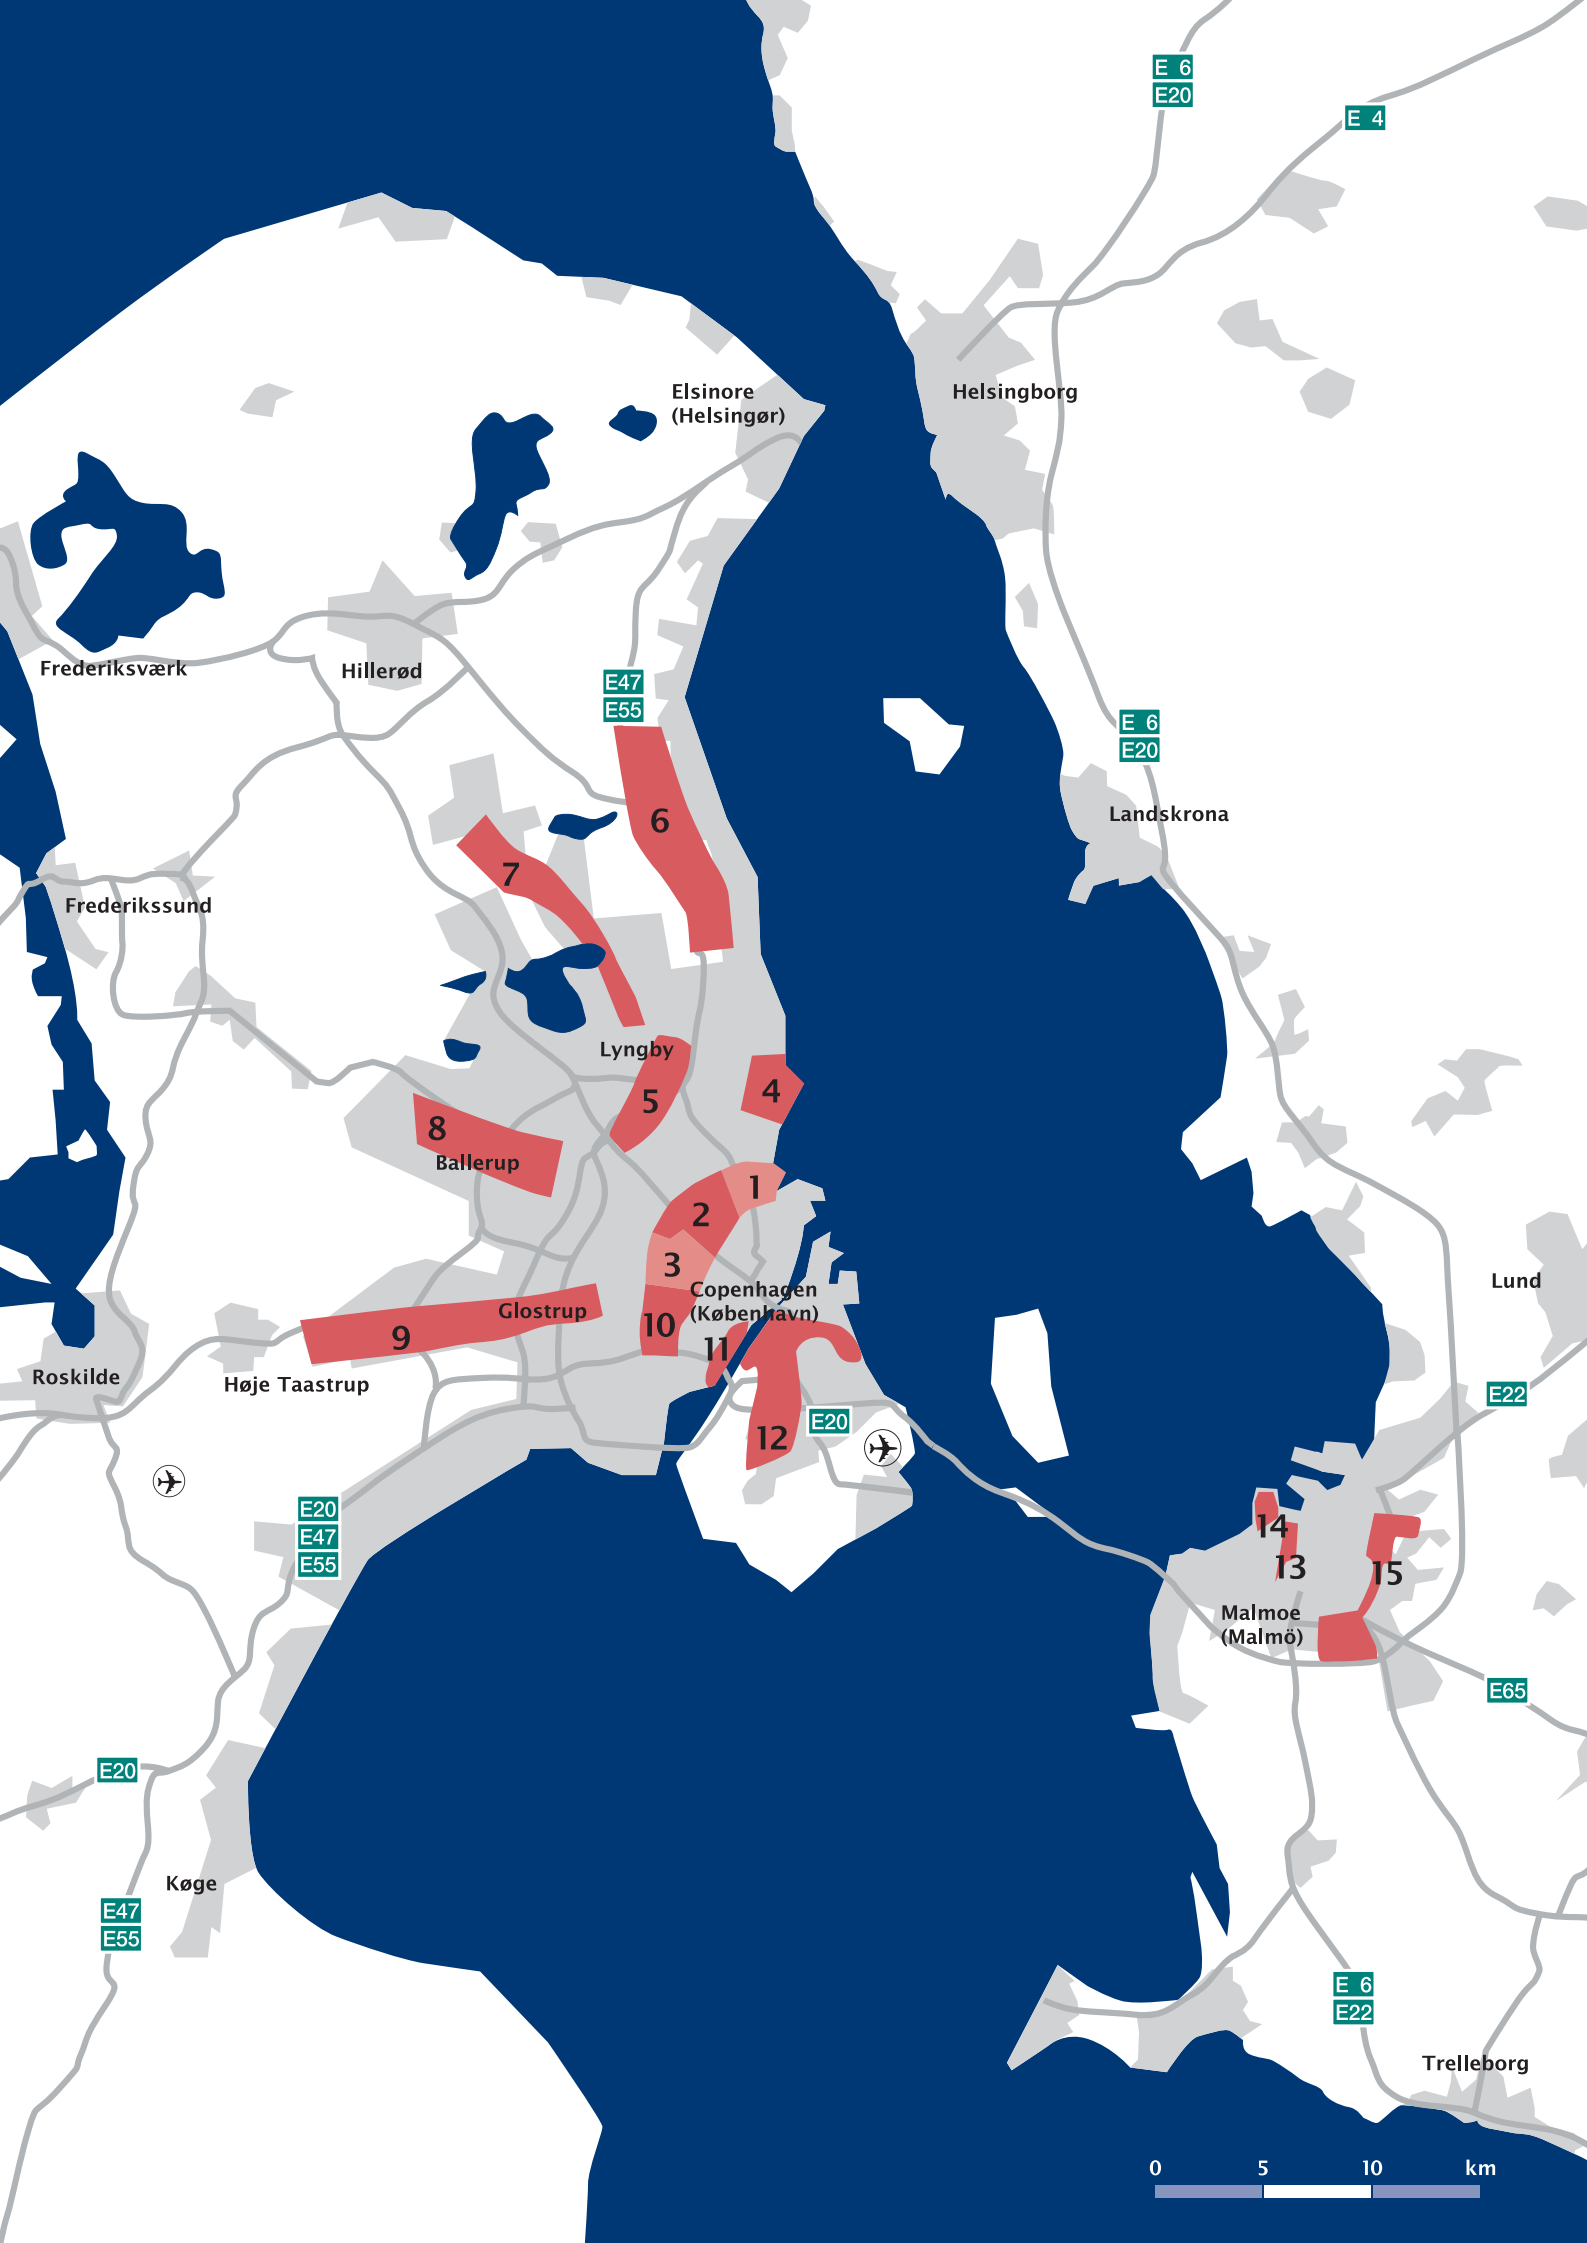 E 6
E20
E 4
Elsinore
(Helsingør)
Helsingborg
Frederiksværk
Hillerød
E47
E55
E 6
E20
6
Landskrona
7
Frederikssund
Lyngby
4
5
8
Ballerup
1
2
3
Copenhagen
(København)
Lund
Glostrup
10
9
11
Roskilde
Høje Taastrup
E22
E20
12
E20
E47
E55
14
13
15
Malmoe
(Malmö)
E65
E20
Køge
E47
E55
E 6
E22
Trelleborg
0 5 10 km